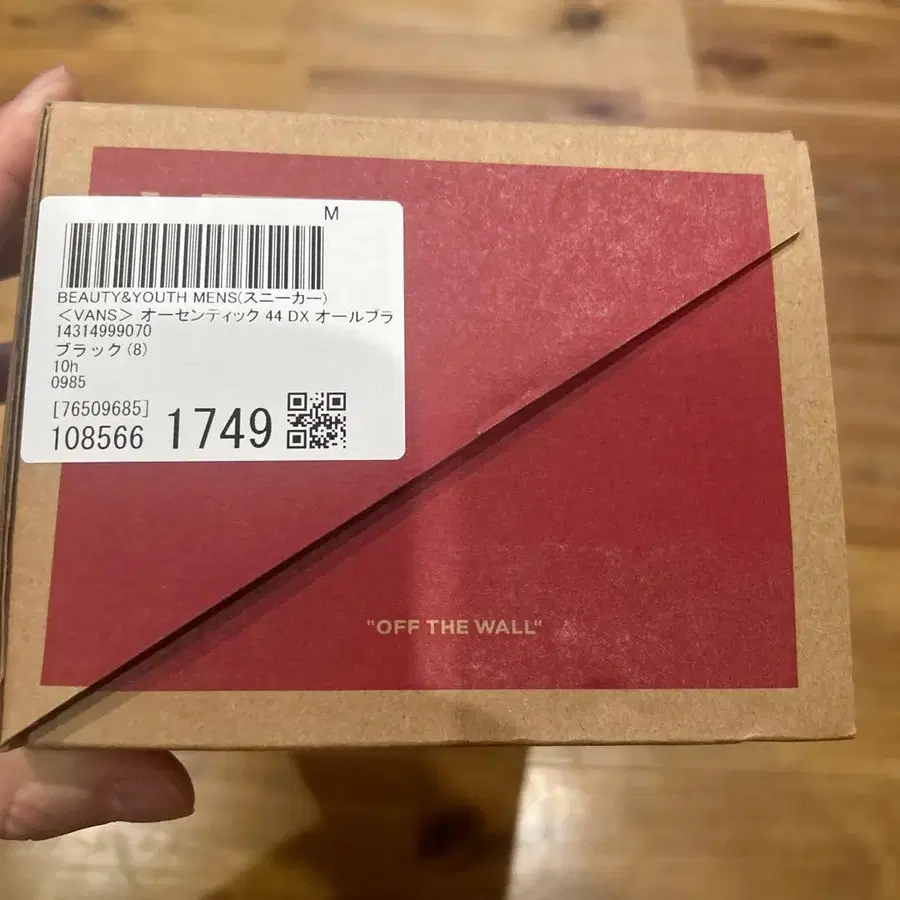 M
BEAUTY&YOUTH MENS(スニーカー)
＜VANS＞ オーセンティック 44 DX オールブラ
14314999070
ブラック(8)
10h
0985
[76509685]
108566 1749
"OFF THE WALL"